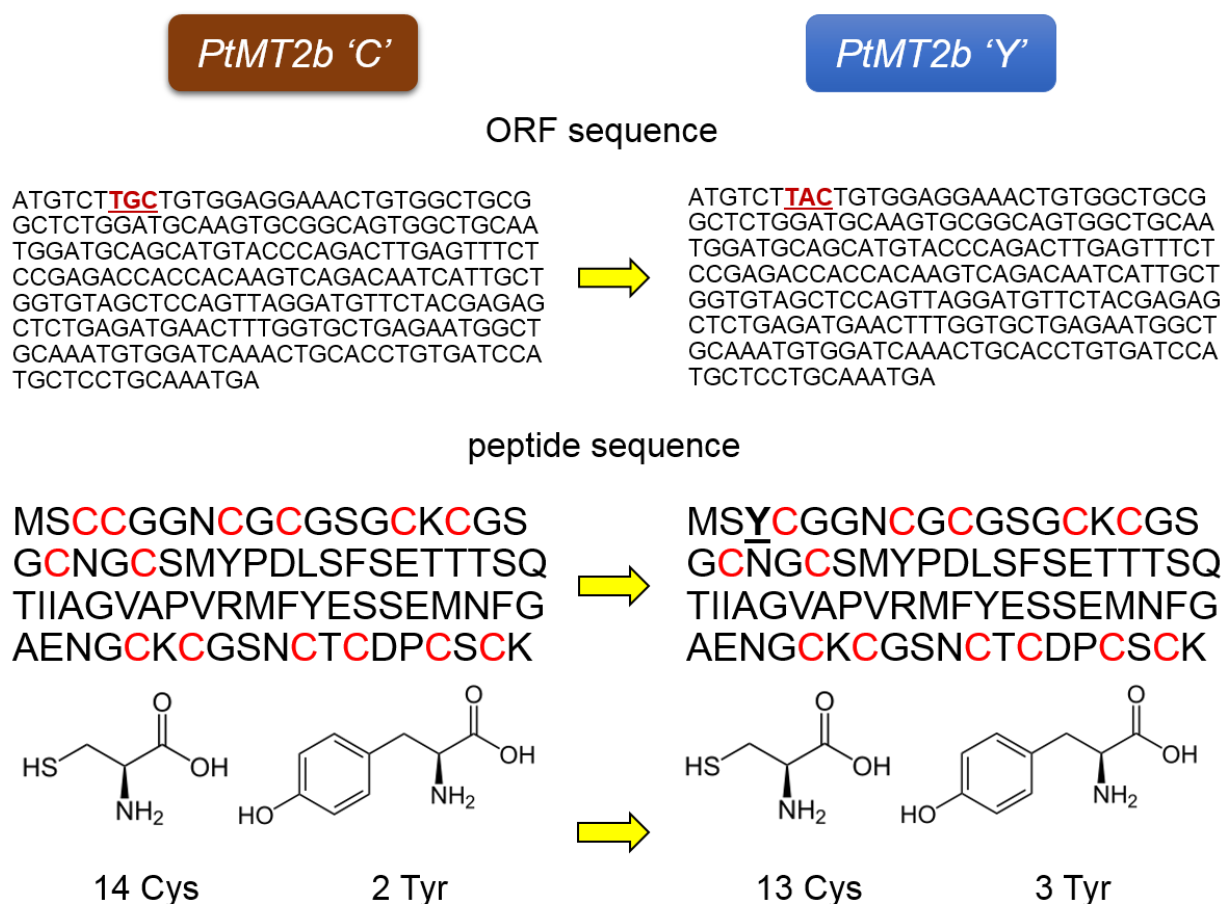 PtMT2b ‘C’
PtMT2b ‘Y’
ORF sequence
ATGTCTTGCTGTGGAGGAAACTGTGGCTGCG
GCTCTGGATGCAAGTGCGGCAGTGGCTGCAA
TGGATGCAGCATGTACCCAGACTTGAGTTTCT
CCGAGACCACCACAAGTCAGACAATCATTGCT
GGTGTAGCTCCAGTTAGGATGTTCTACGAGAG
CTCTGAGATGAACTTTGGTGCTGAGAATGGCT
GCAAATGTGGATCAAACTGCACCTGTGATCCA
TGCTCCTGCAAATGA
ATGTCTTACTGTGGAGGAAACTGTGGCTGCG
GCTCTGGATGCAAGTGCGGCAGTGGCTGCAA
TGGATGCAGCATGTACCCAGACTTGAGTTTCT
CCGAGACCACCACAAGTCAGACAATCATTGCT
GGTGTAGCTCCAGTTAGGATGTTCTACGAGAG
CTCTGAGATGAACTTTGGTGCTGAGAATGGCT
GCAAATGTGGATCAAACTGCACCTGTGATCCA
TGCTCCTGCAAATGA
peptide sequence
MSCCGGNCGCGSGCKCGS
GCNGCSMYPDLSFSETTTSQ
TIIAGVAPVRMFYESSEMNFG
AENGCKCGSNCTCDPCSCK
MSYCGGNCGCGSGCKCGS
GCNGCSMYPDLSFSETTTSQ
TIIAGVAPVRMFYESSEMNFG
AENGCKCGSNCTCDPCSCK
O
HS
OH
NH2
O
OH
NH2
HO
O
HS
OH
NH2
O
OH
NH2
HO
14 Cys
2 Tyr
13 Cys
3 Tyr